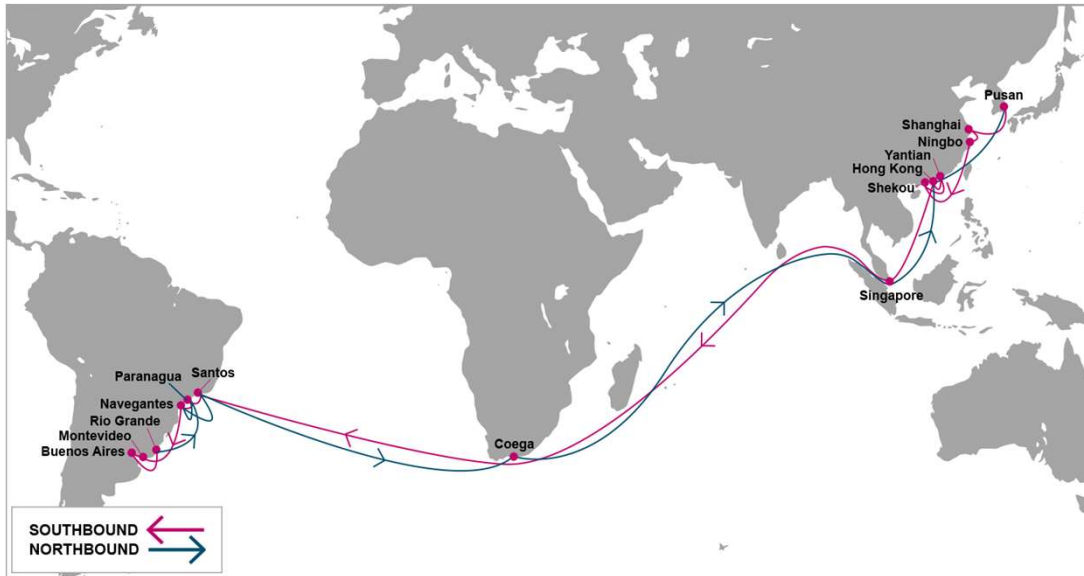 Pusan
Shanghai
Ningbo
Yantian
Hong Kong
Shekou
Singapore
Santos
Paranagua
Navegantes
Rio Grande
Montevideo
Buenos Aires
Coega
SOUTHBOUND
NORTHBOUND